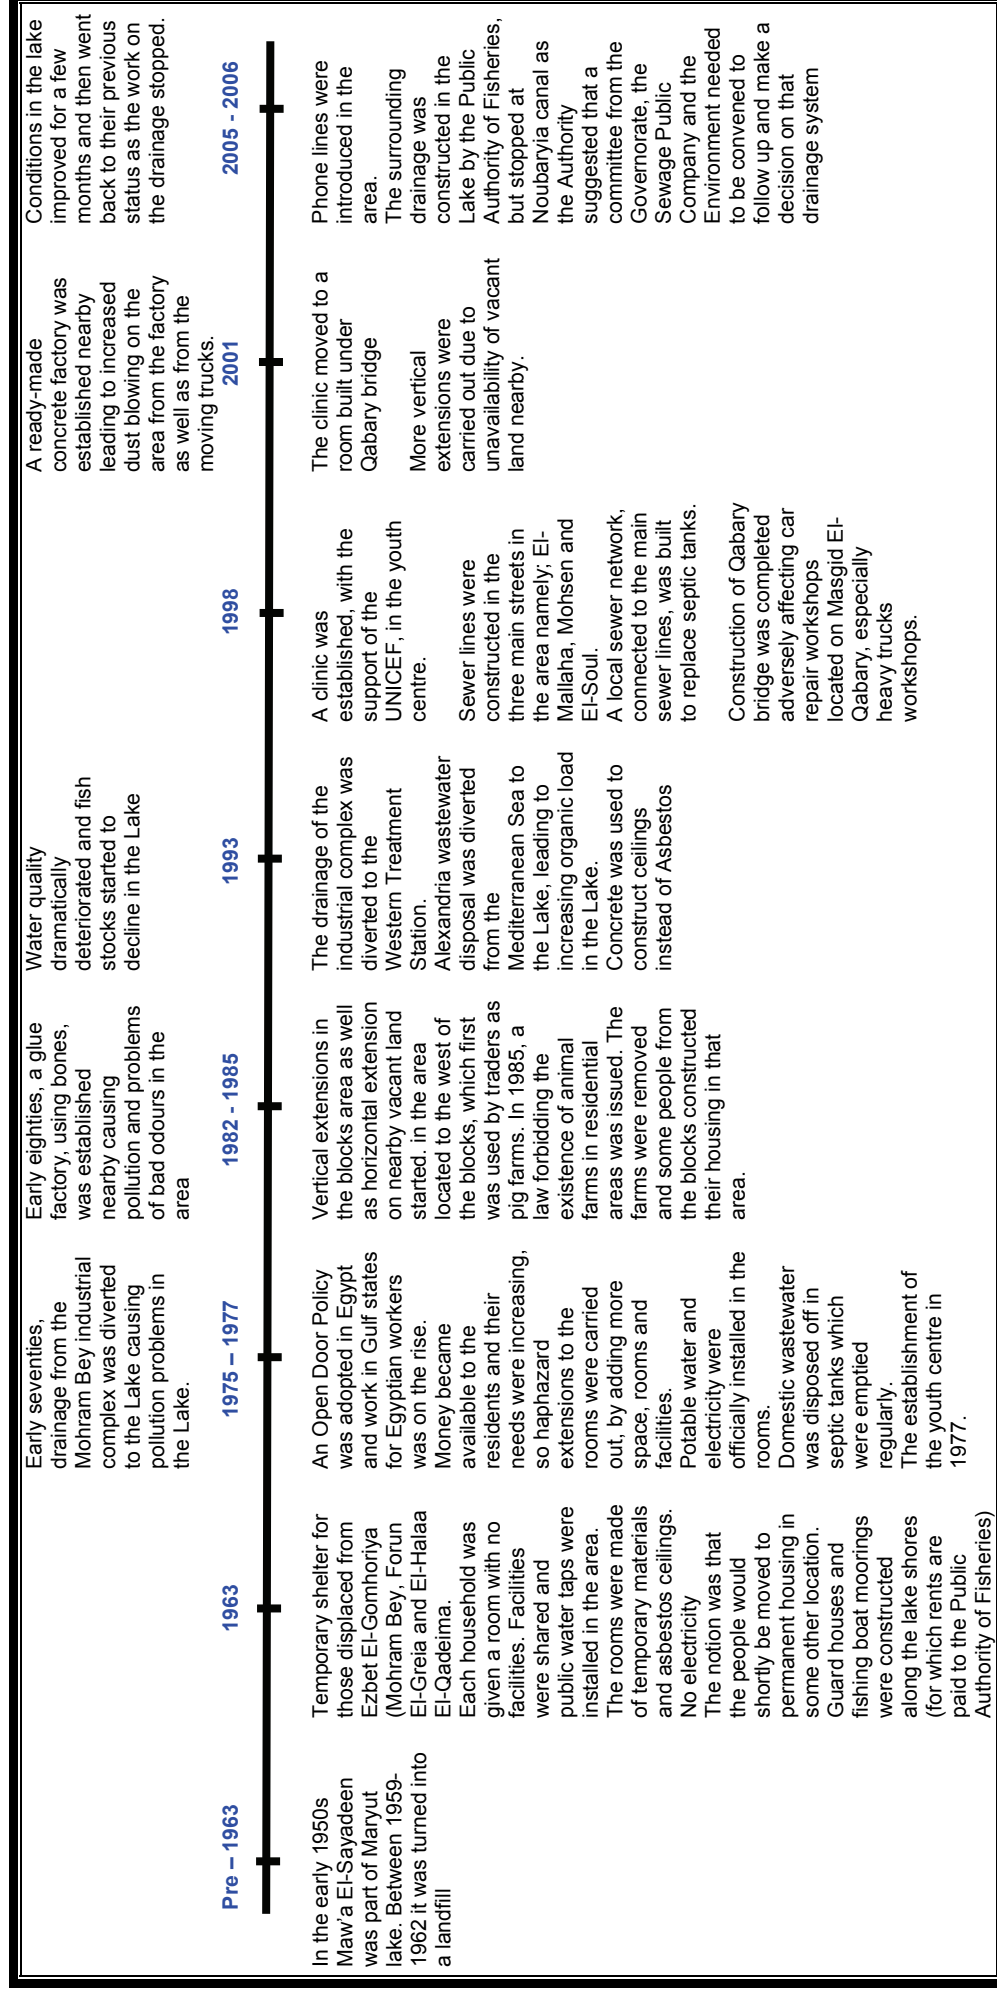 Early seventies,
drainage from the
Mohram Bey industrial
complex was diverted
to the Lake causing
pollution problems in
the Lake.
Early eighties, a glue
factory, using bones,
was established
nearby causing
pollution and problems
of bad odours in the
area
Water quality
dramatically
deteriorated and fish
stocks started to
decline in the Lake
A ready-made
concrete factory was
established nearby
leading to increased
dust blowing on the
area from the factory
as well as from the
moving trucks.
Conditions in the lake
improved for a few
months and then went
back to their previous
status as the work on
the drainage stopped.
Pre – 1963
1963
1975 – 1977
1982 - 1985
1993
1998
2001
2005 - 2006
In the early 1950s
Maw'a El-Sayadeen
was part of Maryut
lake. Between 1959-
1962 it was turned into
a landfill
Temporary shelter for
those displaced from
Ezbet El-Gomhoriya
(Mohram Bey, Forun
El-Greia and El-Halaa
El-Qadeima.
Each household was
given a room with no
facilities. Facilities
were shared and
public water taps were
installed in the area.
The rooms were made
of temporary materials
and asbestos ceilings.
No electricity
The notion was that
the people would
shortly be moved to
permanent housing in
some other location.
Guard houses and
fishing boat moorings
were constructed
along the lake shores
(for which rents are
paid to the Public
Authority of Fisheries)
An Open Door Policy
was adopted in Egypt
and work in Gulf states
for Egyptian workers
was on the rise.
Money became
available to the
residents and their
needs were increasing,
so haphazard
extensions to the
rooms were carried
out, by adding more
space, rooms and
facilities.
Potable water and
electricity were
officially installed in the
rooms.
Domestic wastewater
was disposed off in
septic tanks which
were emptied
regularly.
The establishment of
the youth centre in
1977.
Vertical extensions in
the blocks area as well
as horizontal extension
on nearby vacant land
started. in the area
located to the west of
the blocks, which first
was used by traders as
pig farms. In 1985, a
law forbidding the
existence of animal
farms in residential
areas was issued. The
farms were removed
and some people from
the blocks constructed
their housing in that
area.
The drainage of the
industrial complex was
diverted to the
Western Treatment
Station.
Alexandria wastewater
disposal was diverted
from the
Mediterranean Sea to
the Lake, leading to
increasing organic load
in the Lake.
Concrete was used to
construct ceilings
instead of Asbestos
A clinic was
established, with the
support of the
UNICEF, in the youth
centre.
Sewer lines were
constructed in the
three main streets in
the area namely; El-
Mallaha, Mohsen and
El-Soul.
A local sewer network,
connected to the main
sewer lines, was built
to replace septic tanks.
Construction of Qabary
bridge was completed
adversely affecting car
repair workshops
located on Masgid El-
Qabary, especially
heavy trucks
workshops.
The clinic moved to a
room built under
Qabary bridge
More vertical
extensions were
carried out due to
unavailability of vacant
land nearby.
Phone lines were
introduced in the
area.
The surrounding
drainage was
constructed in the
Lake by the Public
Authority of Fisheries,
but stopped at
Noubaryia canal as
the Authority
suggested that a
committee from the
Governorate, the
Sewage Public
Company and the
Environment needed
to be convened to
follow up and make a
decision on that
drainage system